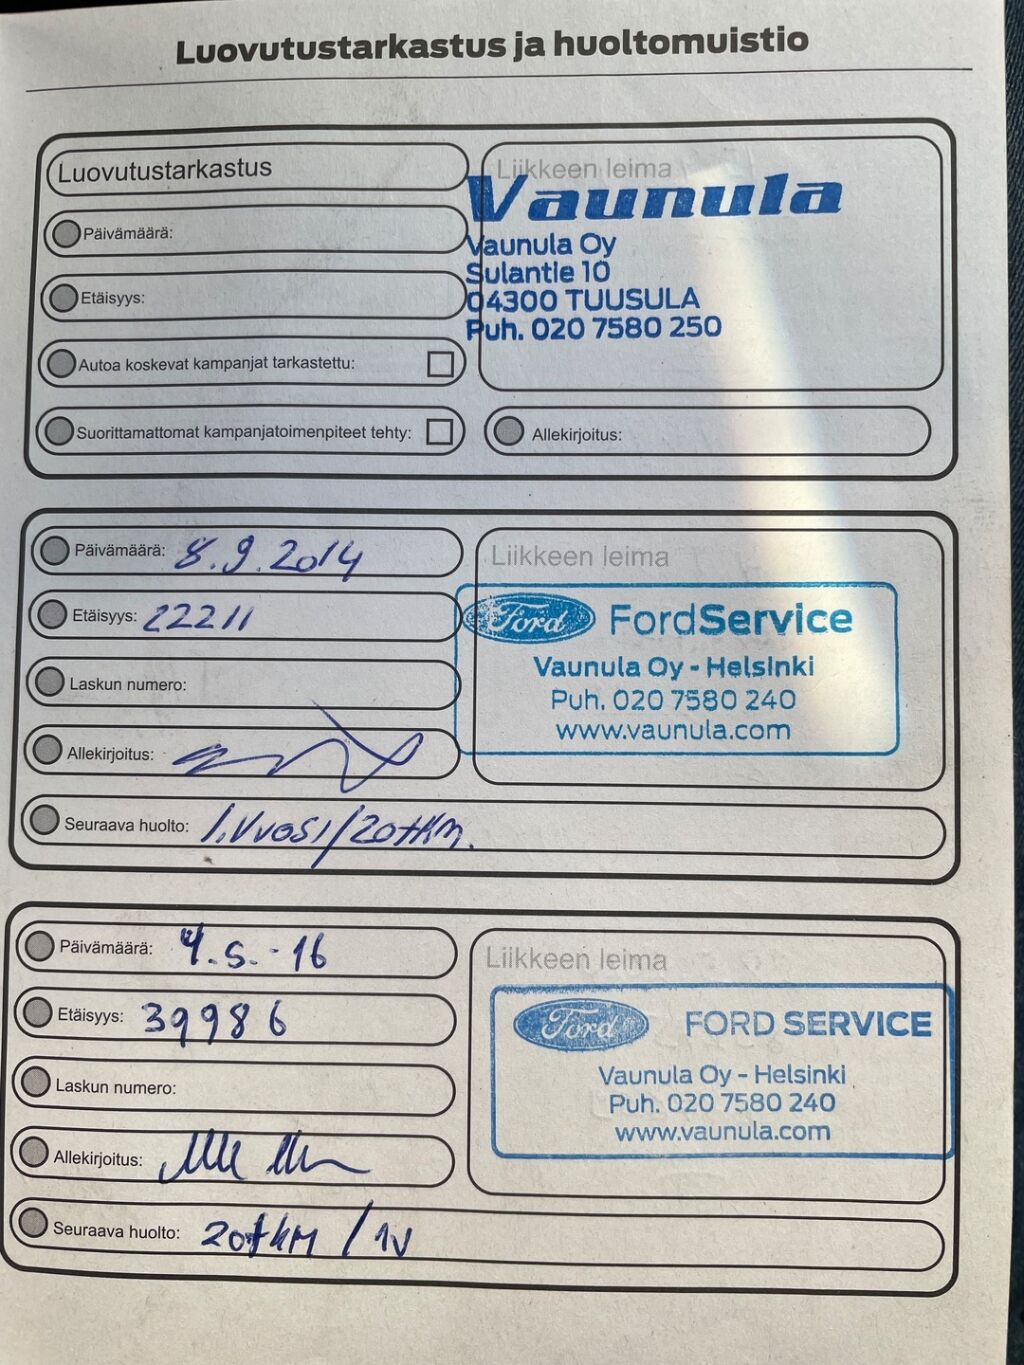 Luovutustarkastus ja huoltomuistio
Luovutustarkastus
Päivämäärä:
Etäisyys:
Autoa koskevat kampanjat tarkastettu:
Suorittamattomat kampanjatoimenpiteet tehty:
Liikkeen leima
Vaunula
Vaunula Oy
Sulantie 10
04300 TUUSULA
Puh. 020 7580 250
Allekirjoitus:
Päivämäärä: 8.9.2014
Etäisyys: 22211
Laskun numero:
Allekirjoitus:
Liikkeen leima
Ford FordService
Vaunula Oy - Helsinki
Puh. 020 7580 240
www.vaunula.com
Seuraava huolto: 1.Vuosi/20tkm.
Päivämäärä: 4.5.-16
Etäisyys: 39986
Laskun numero:
Allekirjoitus:
Liikkeen leima
Ford FORD SERVICE
Vaunula Oy - Helsinki
Puh. 020 7580 240
www.vaunula.com
Seuraava huolto: 20tkm / 1v